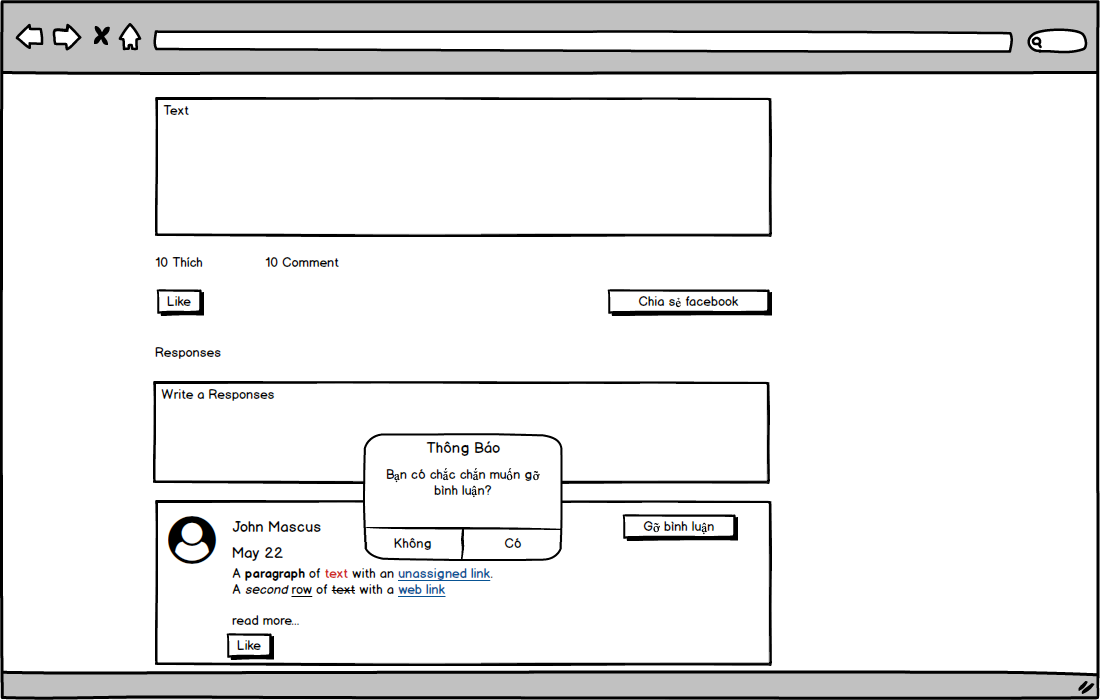 Text
10 Thích
10 Comment
Like
Chia sẻ facebook
Responses
Write a Responses
Thông Báo
Bạn có chắc chắn muốn gỡ
bình luận?
Không
Có
John Mascus
Gỡ bình luận
May 22
A paragraph of text with an unassigned link.
A second row of text with a web link
read more...
Like